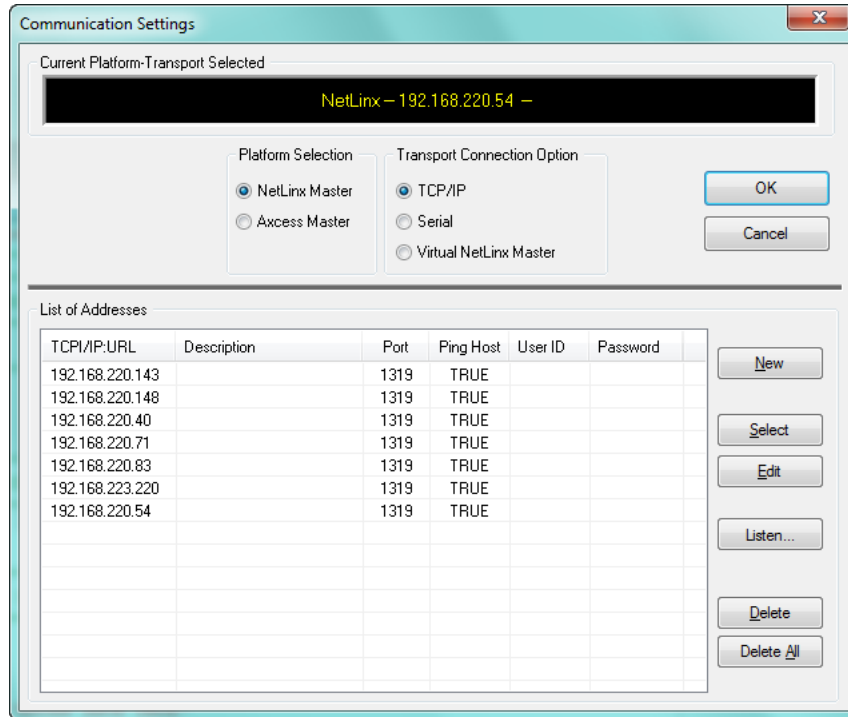 Communication Settings
Current Platform-Transport Selected
NetLinx – 192.168.220.54 –
Platform Selection
NetLinx Master
Axcess Master
Transport Connection Option
TCP/IP
Serial
Virtual NetLinx Master
OK
Cancel
List of Addresses
TCPI/IP:URL Description Port Ping Host User ID Password
192.168.220.143 1319 TRUE
192.168.220.148 1319 TRUE
192.168.220.40 1319 TRUE
192.168.220.71 1319 TRUE
192.168.220.83 1319 TRUE
192.168.223.220 1319 TRUE
192.168.220.54 1319 TRUE
New
Select
Edit
Listen...
Delete
Delete All